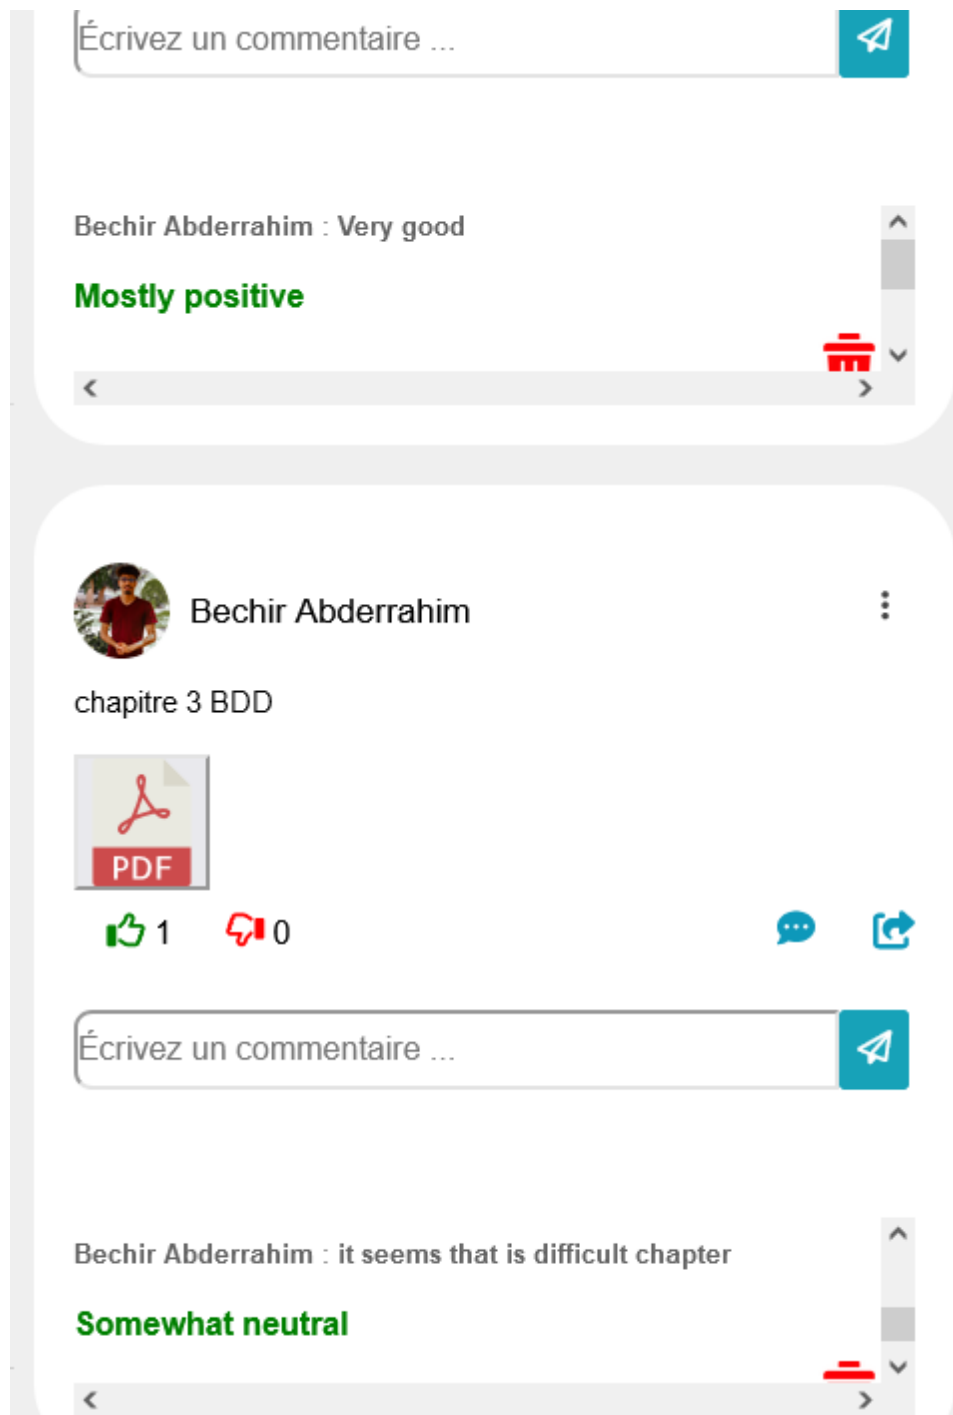 Écrivez un commentaire ...
Bechir Abderrahim : Very good
Mostly positive
Bechir Abderrahim
chapitre 3 BDD
PDF
1 0
Écrivez un commentaire ...
Bechir Abderrahim : it seems that is difficult chapter
Somewhat neutral